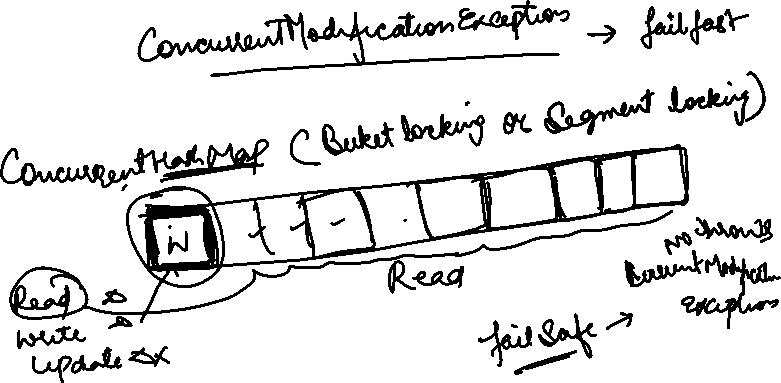 ConcurrentModificationExceptions → failfast
ConcurrentHashMap (Bucket locking or Segment locking)
W
Read
Read
write
update X
failsafe →
No throws
ConcurrentModification
Exceptions